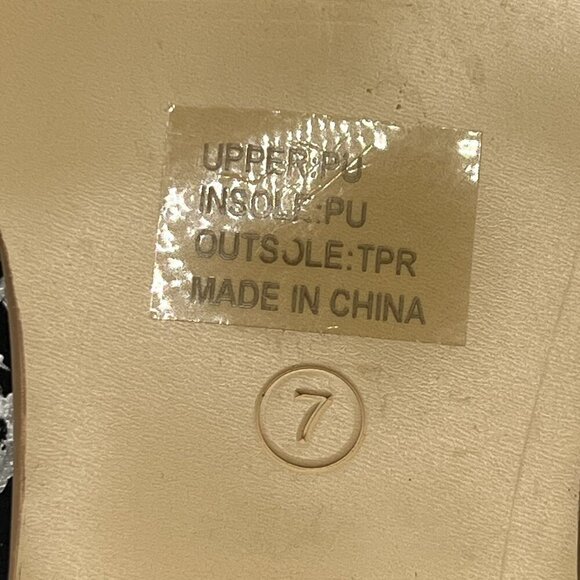 UPPER:PU
INSOLE:PU
OUTSOLE:TPR
MADE IN CHINA
7